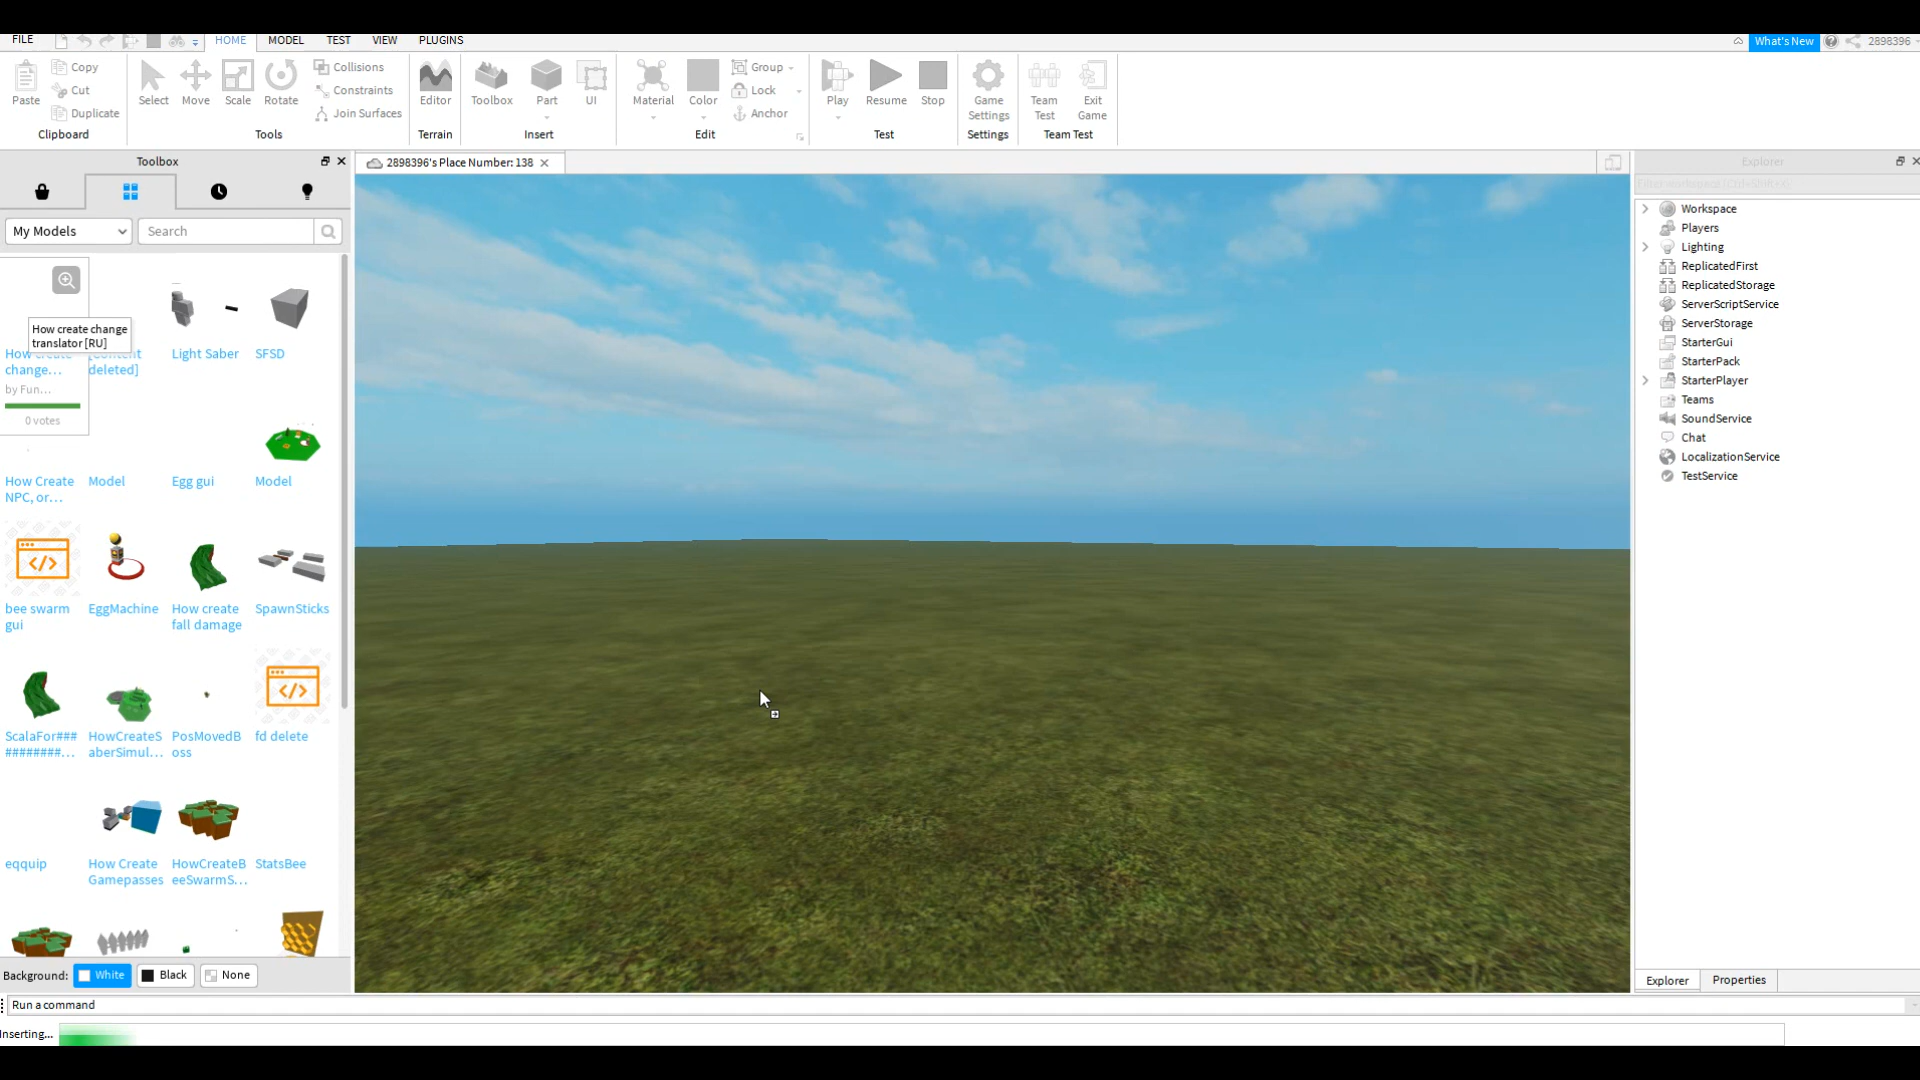 FILE HOME MODEL TEST VIEW PLUGINS What's New 2898396
Paste Copy Cut Duplicate Clipboard
Select Move Scale Rotate Collisions Constraints Join Surfaces Tools
Editor Terrain
Toolbox Part UI Insert
Material Color Group Lock Anchor Edit
Play Resume Stop Test
Game Settings Settings
Team Test Exit Game Team Test
Toolbox
2898396's Place Number: 138
Explorer
My Models
Search
How create change
translator [RU]
change...
deleted]
Light Saber
SFSD
by Fun...
0 votes
How Create
NPC, or...
Model
Egg gui
Model
bee swarm
gui
EggMachine
How create
fall damage
SpawnSticks
ScalaFor###
#########...
HowCreateS
aberSimul...
PosMovedB
oss
fd delete
eqquip
How Create
Gamepasses
HowCreateB
eeSwarmS...
StatsBee
Background: White Black None
Workspace
Players
Lighting
ReplicatedFirst
ReplicatedStorage
ServerScriptService
ServerStorage
StarterGui
StarterPack
StarterPlayer
Teams
SoundService
Chat
LocalizationService
TestService
Explorer Properties
Run a command
Inserting...